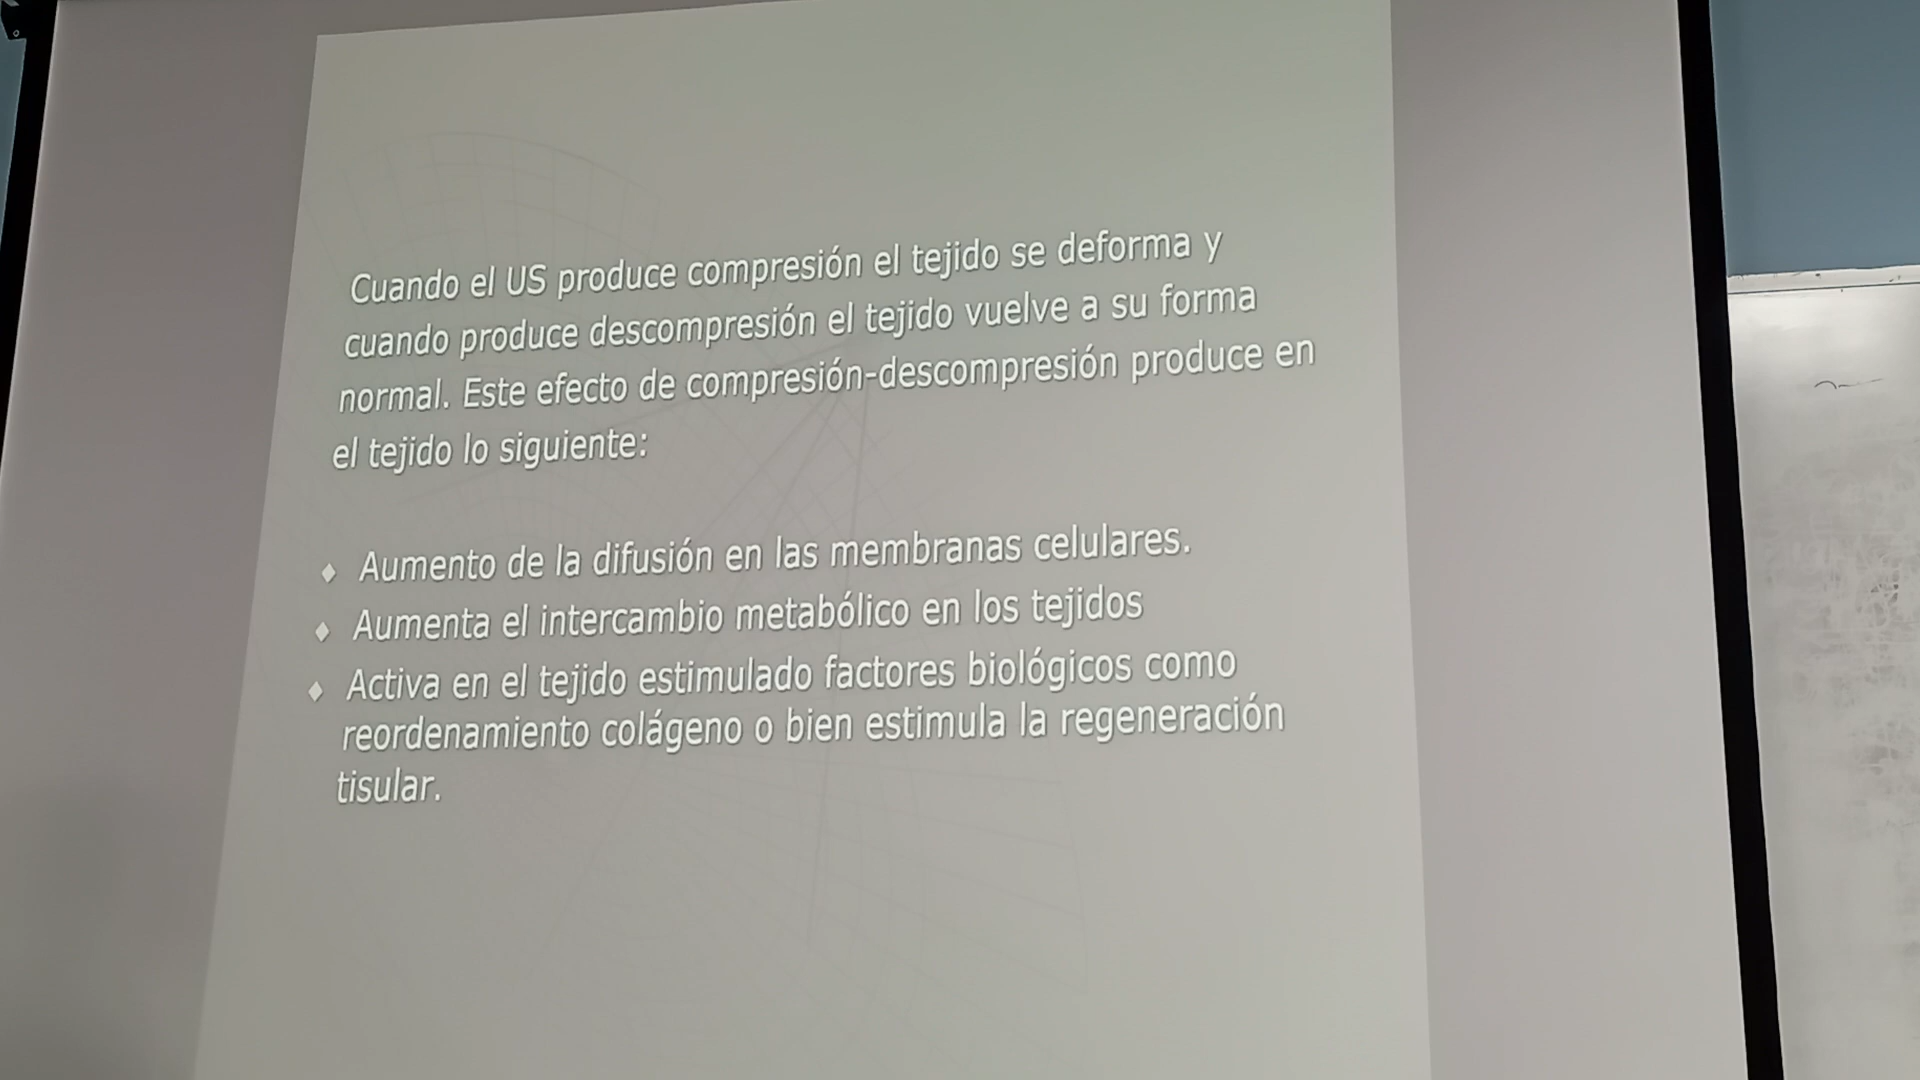 Cuando el US produce compresión el tejido se deforma y
cuando produce descompresión el tejido vuelve a su forma
normal. Este efecto de compresión-descompresión produce en
el tejido lo siguiente:
♦ Aumento de la difusión en las membranas celulares.
♦ Aumenta el intercambio metabólico en los tejidos
♦ Activa en el tejido estimulado factores biológicos como
reordenamiento colágeno o bien estimula la regeneración
tisular.